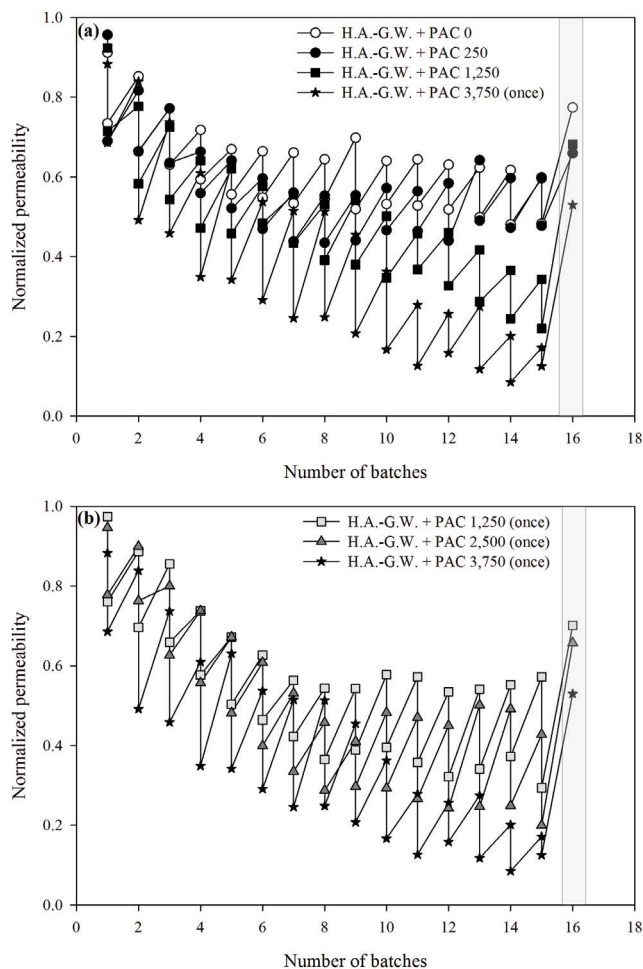 1.0
(a)
H.A.-G.W. + PAC 0
H.A.-G.W. + PAC 250
H.A.-G.W. + PAC 1,250
H.A.-G.W. + PAC 3,750 (once)
0.8
0.6
0.4
0.2
0.0
Normalized permeability
0 2 4 6 8 10 12 14 16 18
Number of batches
1.0
(b)
H.A.-G.W. + PAC 1,250 (once)
H.A.-G.W. + PAC 2,500 (once)
H.A.-G.W. + PAC 3,750 (once)
0.8
0.6
0.4
0.2
0.0
Normalized permeability
0 2 4 6 8 10 12 14 16 18
Number of batches